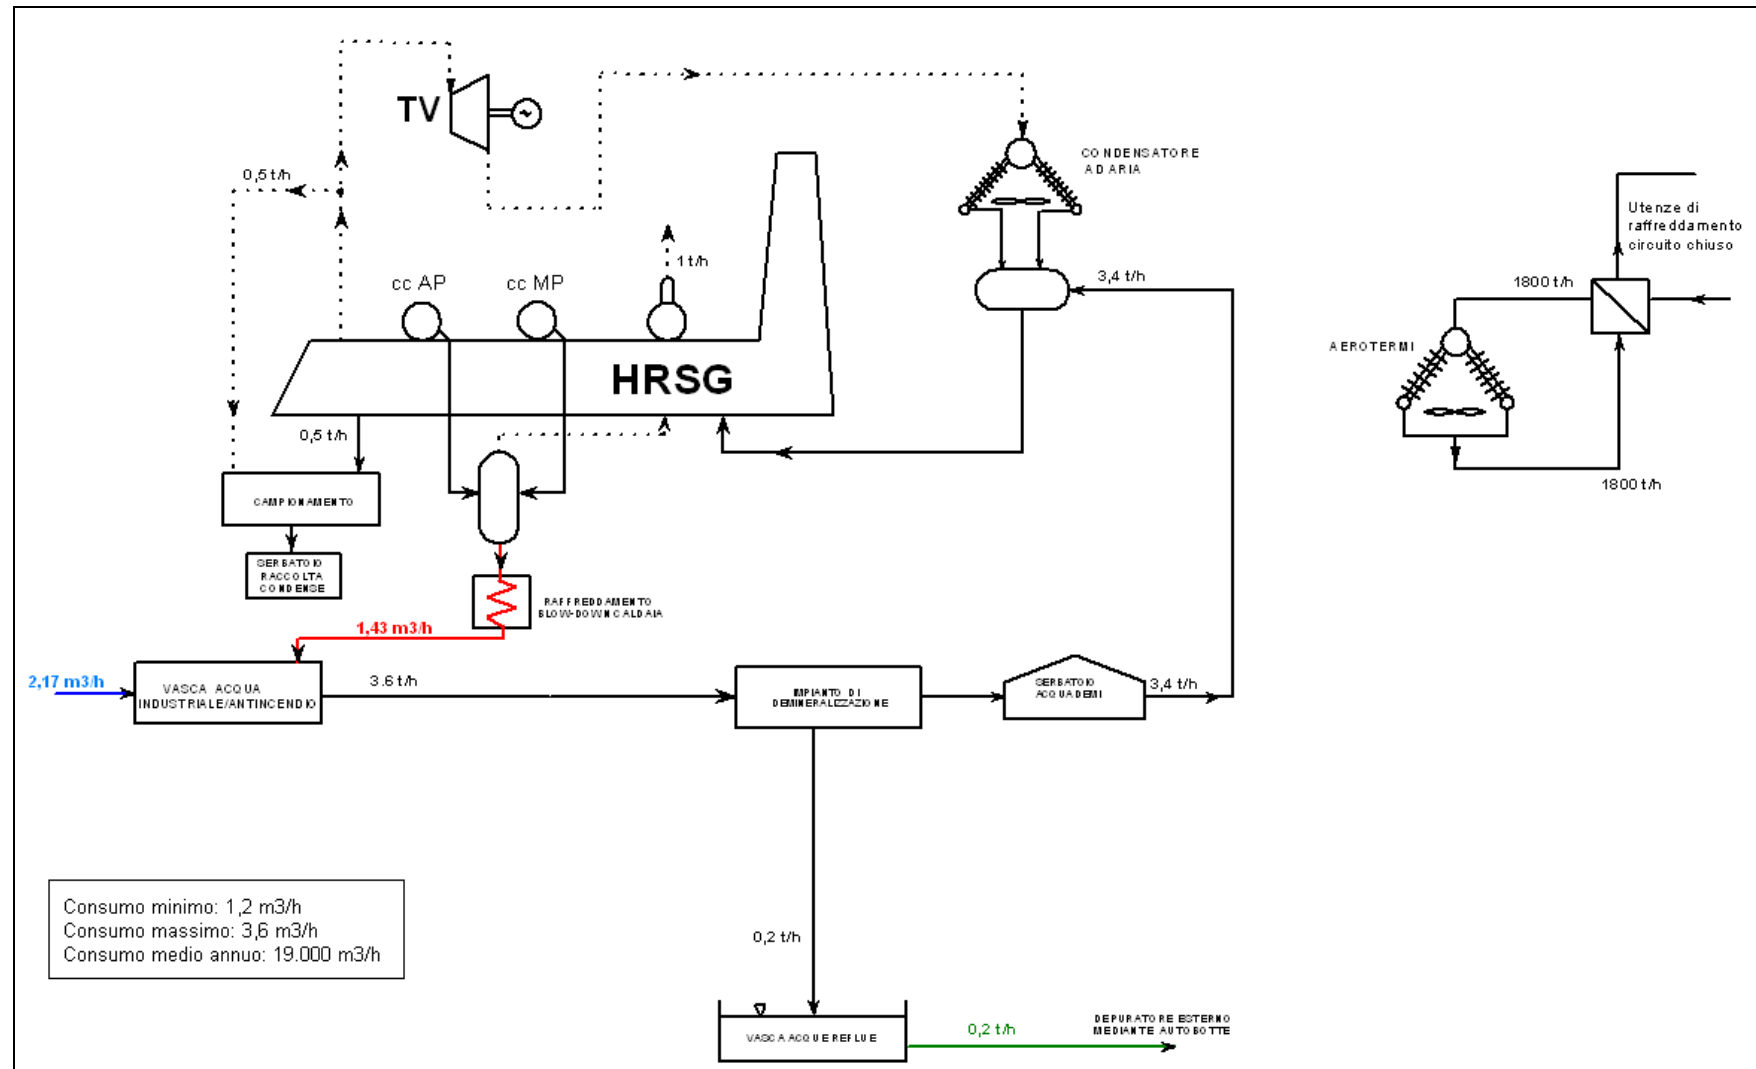 TV
0,5 t/h
CONDENSATORE
AD ARIA
Utenze di
raffreddamento
circuito chiuso
1 t/h
cc AP
cc MP
3,4 t/h
1800 t/h
AEROTERMI
HRSG
0,5 t/h
1800 t/h
CAMPIONAMENTO
SERBATOIO
RACCOLTA
CONDENSE
RAFFREDDAMENTO
BLOW-DOWN CALDAIA
1,43 m3/h
2,17 m3/h
VASCA ACQUA
INDUSTRIALE/ANTINCENDIO
3.6 t/h
IMPIANTO DI
DEMINERALIZZAZIONE
SERBATOIO
ACQUA DEMI
3,4 t/h
Consumo minimo: 1,2 m3/h
Consumo massimo: 3,6 m3/h
Consumo medio annuo: 19.000 m3/h
0,2 t/h
VASCA ACQUE REFLUE
0,2 t/h
DEPURATORE ESTERNO
MEDIANTE AUTOBOTTE